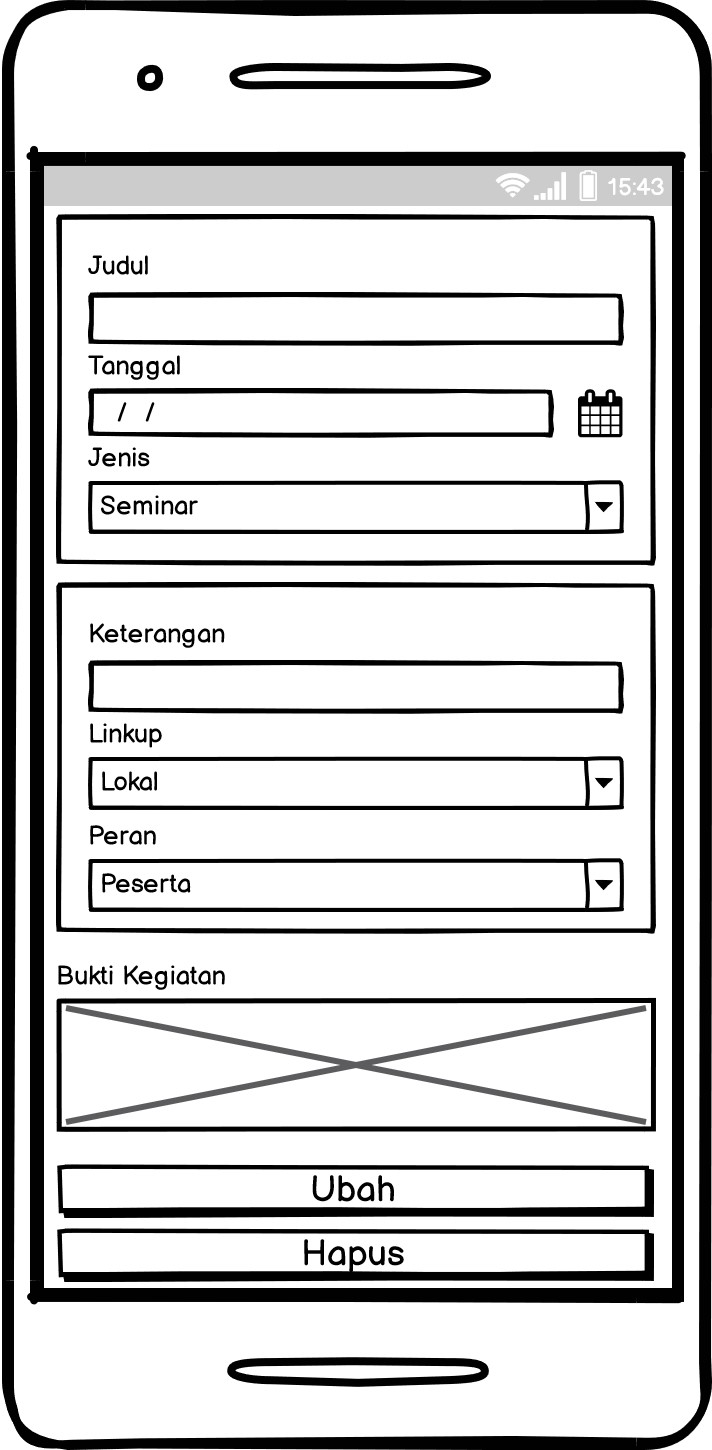 15:43
Judul
Tanggal
/ /
Jenis
Seminar
Keterangan
Linkup
Lokal
Peran
Peserta
Bukti Kegiatan
Ubah
Hapus